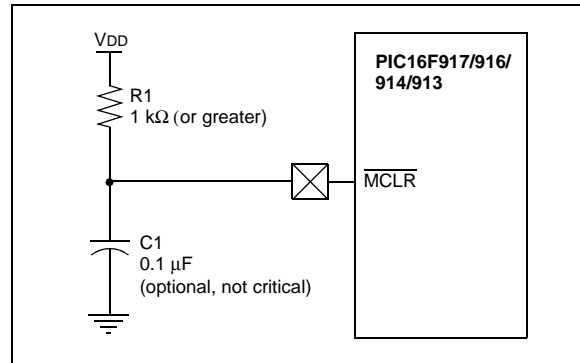 VDD
R1
1 kΩ (or greater)
C1
0.1 μF
(optional, not critical)
PIC16F917/916/
914/913
MCLR